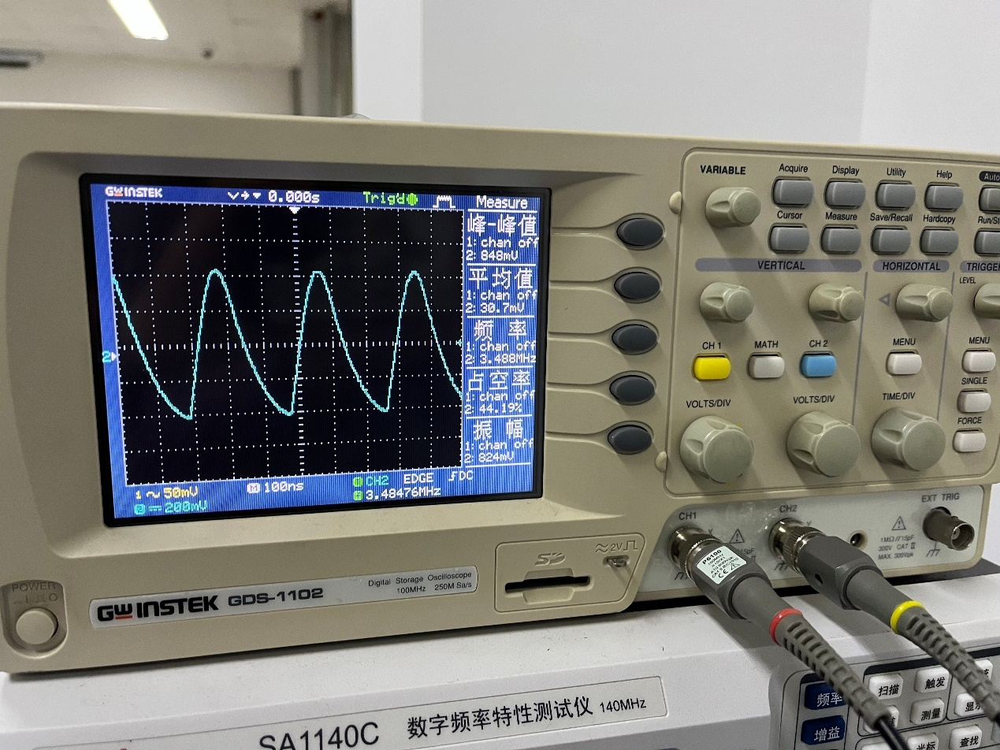 GWINSTEK
0.000s
Trig'd
Measure
峰-峰值
1: chan off
2: 848mV
平均值
1: chan off
2: 30.7mV
频 率
1: chan off
2: 3.488MHz
占空率
1: chan off
2: 44.19%
振 幅
1: chan off
2: 824mV
2
1 50mV
2 200mV
M 100ns
CH2 EDGE DC
3.48476MHz
VARIABLE
Acquire
Display
Utility
Help
Auto
Cursor
Measure
Save/Recall
Hardcopy
Run/St
VERTICAL
HORIZONTAL
TRIGGER
LEVEL
CH 1
MATH
CH 2
MENU
MENU
SINGLE
FORCE
VOLTS/DIV
VOLTS/DIV
TIME/DIV
CH1
CH2
EXT TRIG
1MΩ//15pF
300V CAT II
MAX. 300Vpk
P6100
CE
SD
2V
POWER
GWINSTEK GDS-1102
Digital Storage Oscilloscope
100MHz 250M Sa/s
SA1140C 数字频率特性测试仪 140MHz
频率
扫描
触发
增益
测量
显示
光标
查找